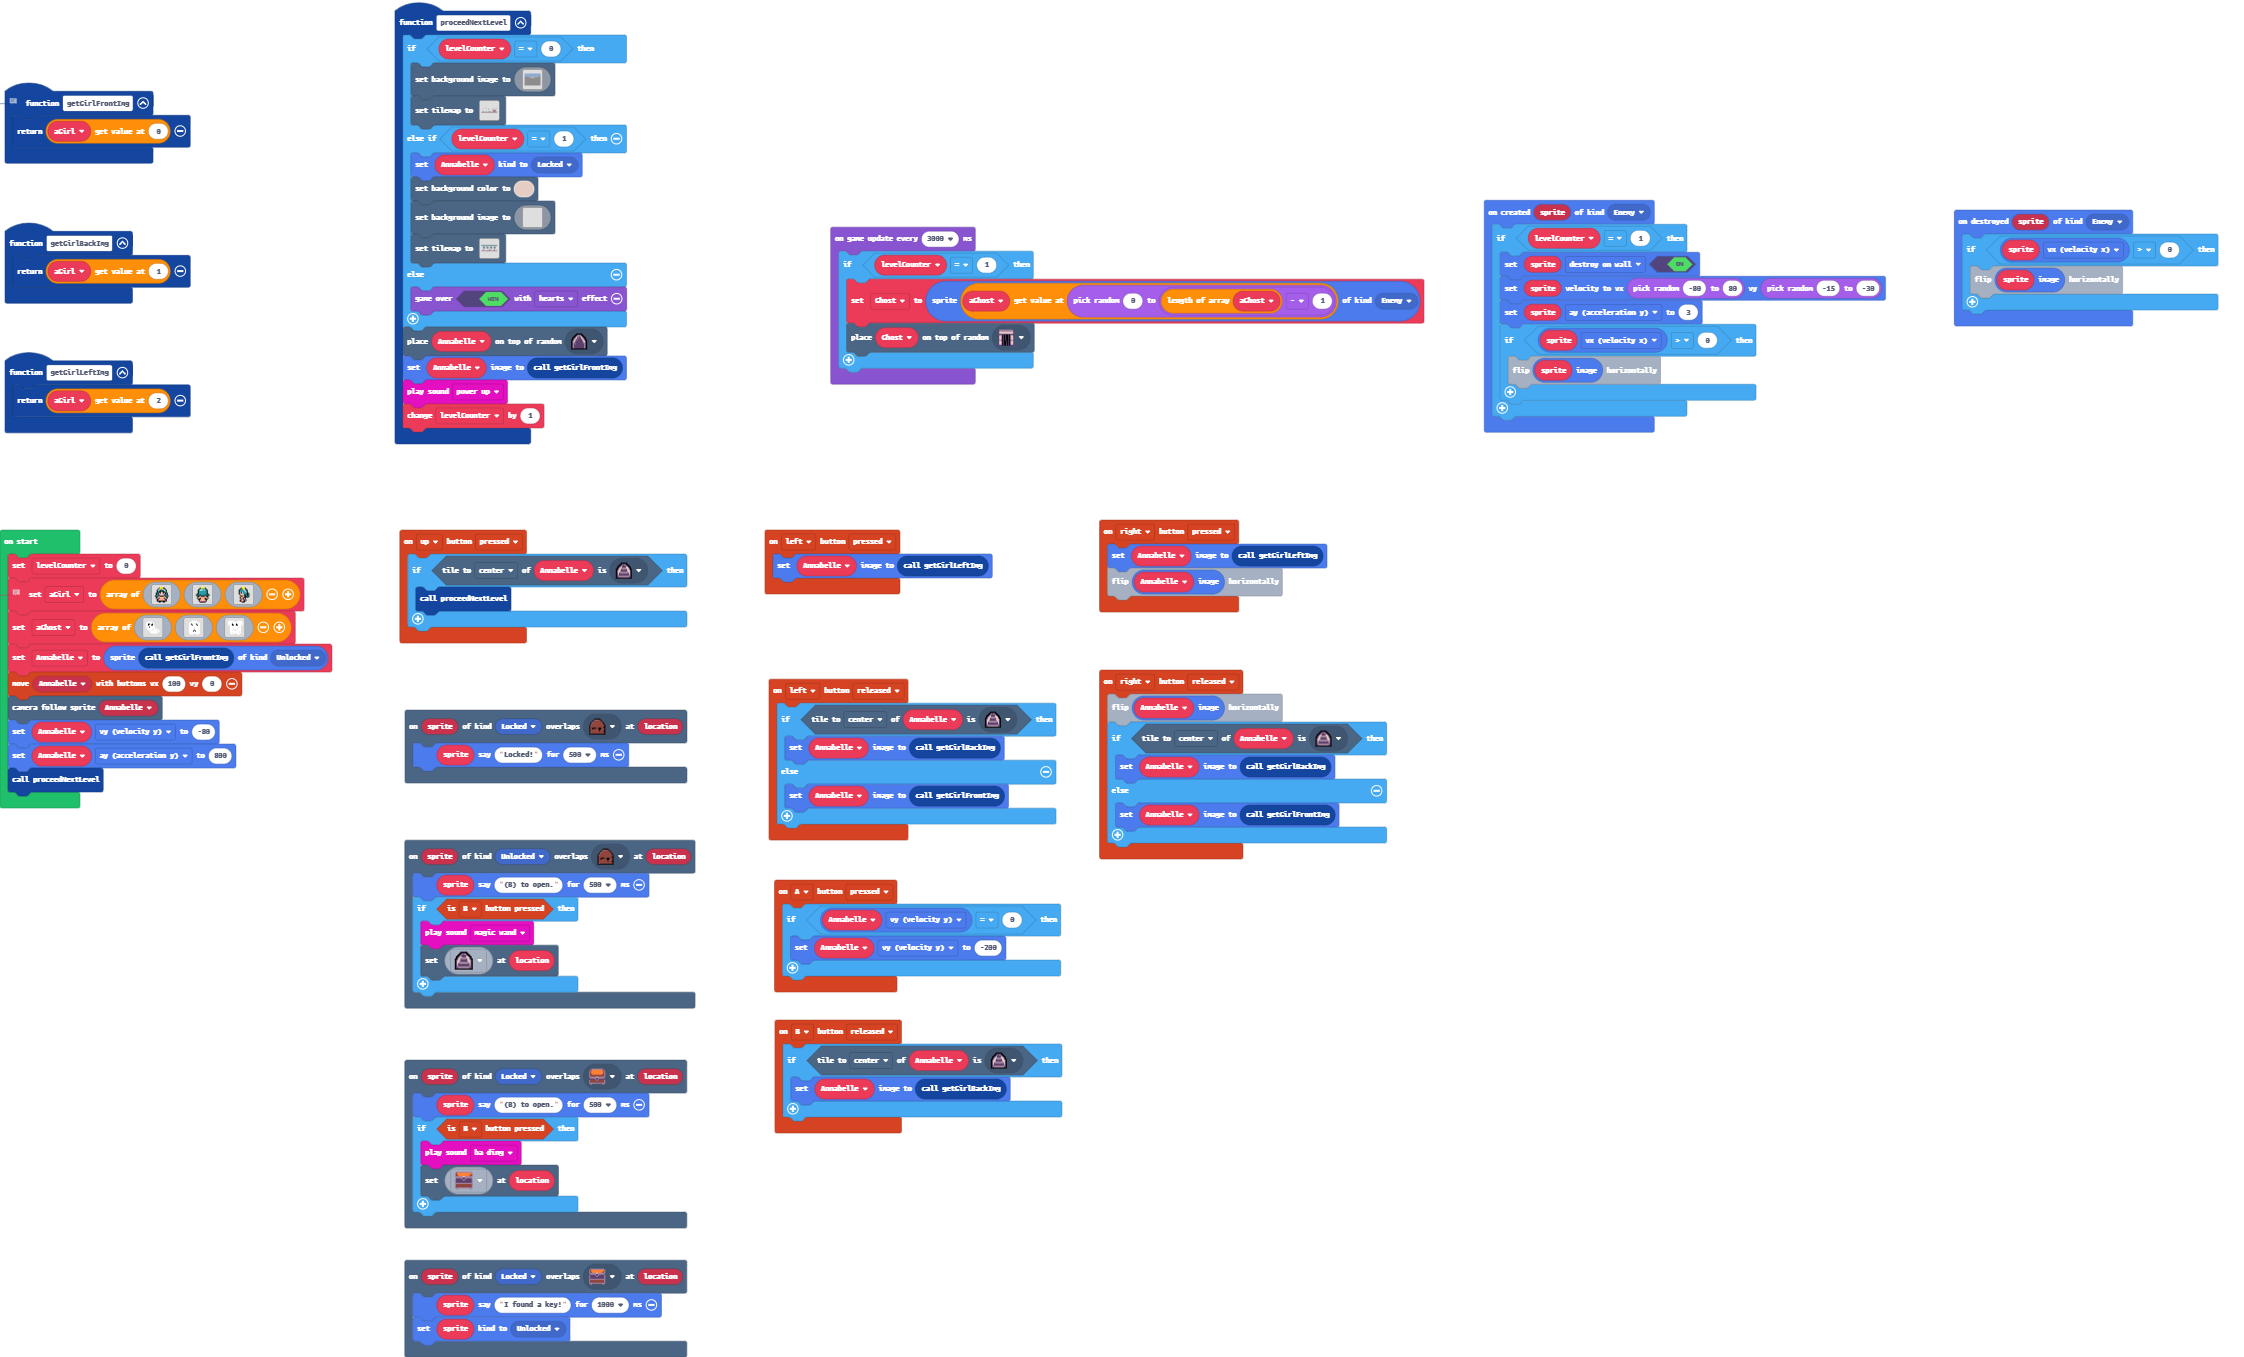 function getGirlFrontImg
return aGirl get value at 0
function getGirlBackImg
return aGirl get value at 1
function getGirlLeftImg
return aGirl get value at 2
function proceedNextLevel
if levelCounter = 0 then
set background image to
set tilemap to
else if levelCounter = 1 then
set Annabelle kind to Locked
set background color to
set background image to
set tilemap to
else
game over WIN with hearts effect
place Annabelle on top of random
set Annabelle image to call getGirlFrontImg
play sound power up
change levelCounter by 1
on game update every 3000 ms
if levelCounter = 1 then
set Ghost to sprite aGhost get value at pick random 0 to length of array aGhost - 1 of kind Enemy
place Ghost on top of random
on created sprite of kind Enemy
if levelCounter = 1 then
set sprite destroy on wall ON
set sprite velocity to vx pick random -80 to 80 vy pick random -15 to -30
set sprite ay (acceleration y) to 3
if sprite vx (velocity x) > 0 then
flip sprite image horizontally
on destroyed sprite of kind Enemy
if sprite vx (velocity x) > 0 then
flip sprite image horizontally
on start
set levelCounter to 0
set aGirl to array of
set aGhost to array of
set Annabelle to sprite call getGirlFrontImg of kind Unlocked
move Annabelle with buttons vx 100 vy 0
camera follow sprite Annabelle
set Annabelle vy (velocity y) to -80
set Annabelle ay (acceleration y) to 800
call proceedNextLevel
on up button pressed
if tile to center of Annabelle is then
call proceedNextLevel
on sprite of kind Locked overlaps at location
sprite say "Locked!" for 500 ms
on sprite of kind Unlocked overlaps at location
sprite say "(B) to open." for 500 ms
if is B button pressed then
play sound magic wand
set at location
on sprite of kind Locked overlaps at location
sprite say "(B) to open." for 500 ms
if is B button pressed then
play sound ba ding
set at location
on sprite of kind Locked overlaps at location
sprite say "I found a key!" for 1000 ms
set sprite kind to Unlocked
on left button pressed
set Annabelle image to call getGirlLeftImg
on left button released
if tile to center of Annabelle is then
set Annabelle image to call getGirlBackImg
else
set Annabelle image to call getGirlFrontImg
on A button pressed
if Annabelle vy (velocity y) = 0 then
set Annabelle vy (velocity y) to -200
on B button released
if tile to center of Annabelle is then
set Annabelle image to call getGirlBackImg
on right button pressed
set Annabelle image to call getGirlLeftImg
flip Annabelle image horizontally
on right button released
flip Annabelle image horizontally
if tile to center of Annabelle is then
set Annabelle image to call getGirlBackImg
else
set Annabelle image to call getGirlFrontImg